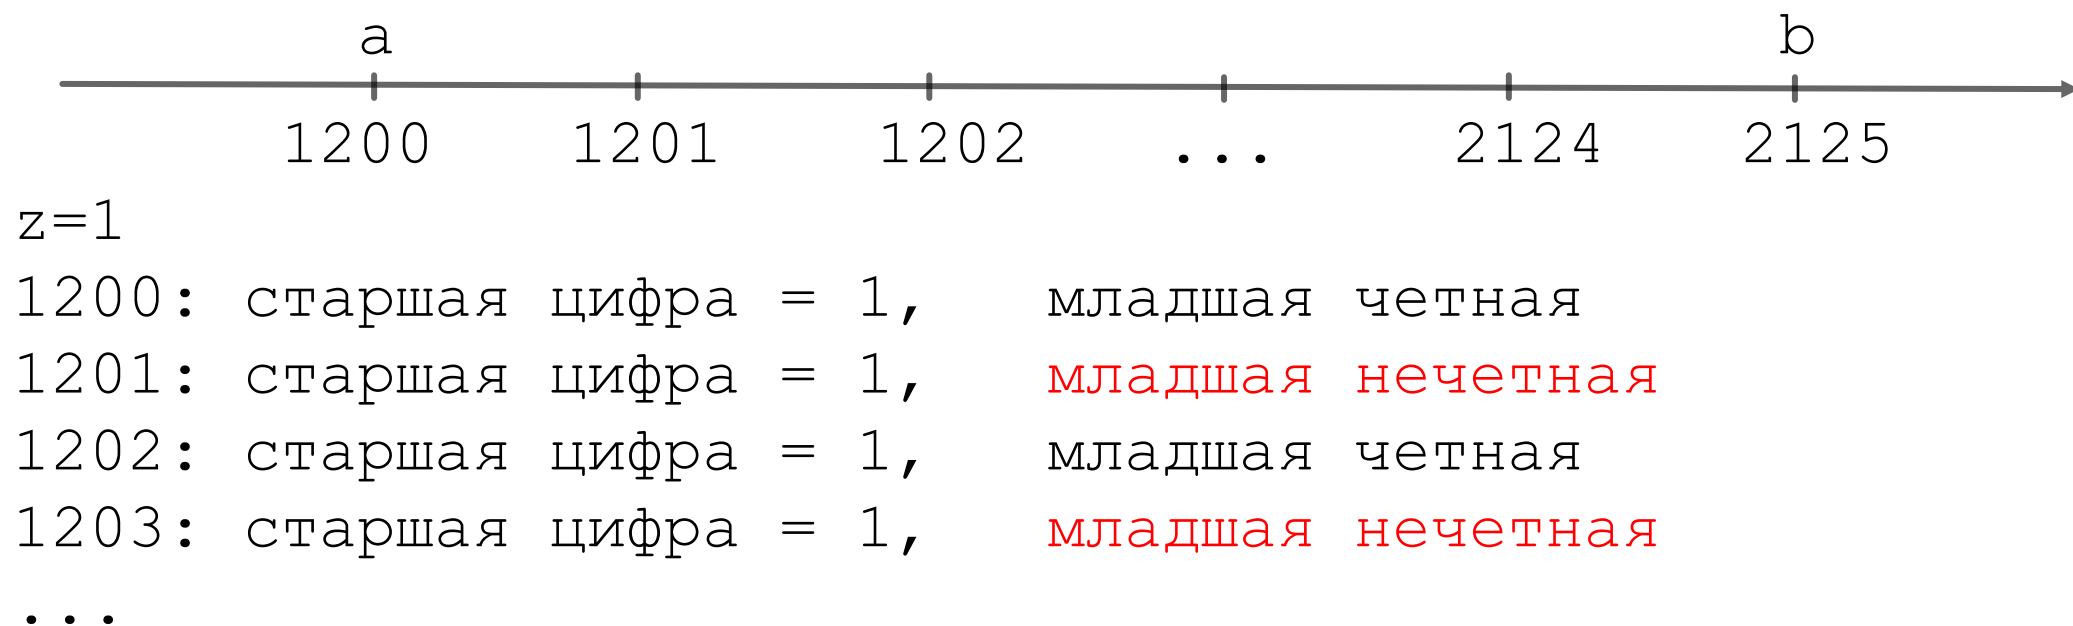 a b
1200 1201 1202 ... 2124 2125
z=1
1200: старшая цифра = 1, младшая четная
1201: старшая цифра = 1, младшая нечетная
1202: старшая цифра = 1, младшая четная
1203: старшая цифра = 1, младшая нечетная
...